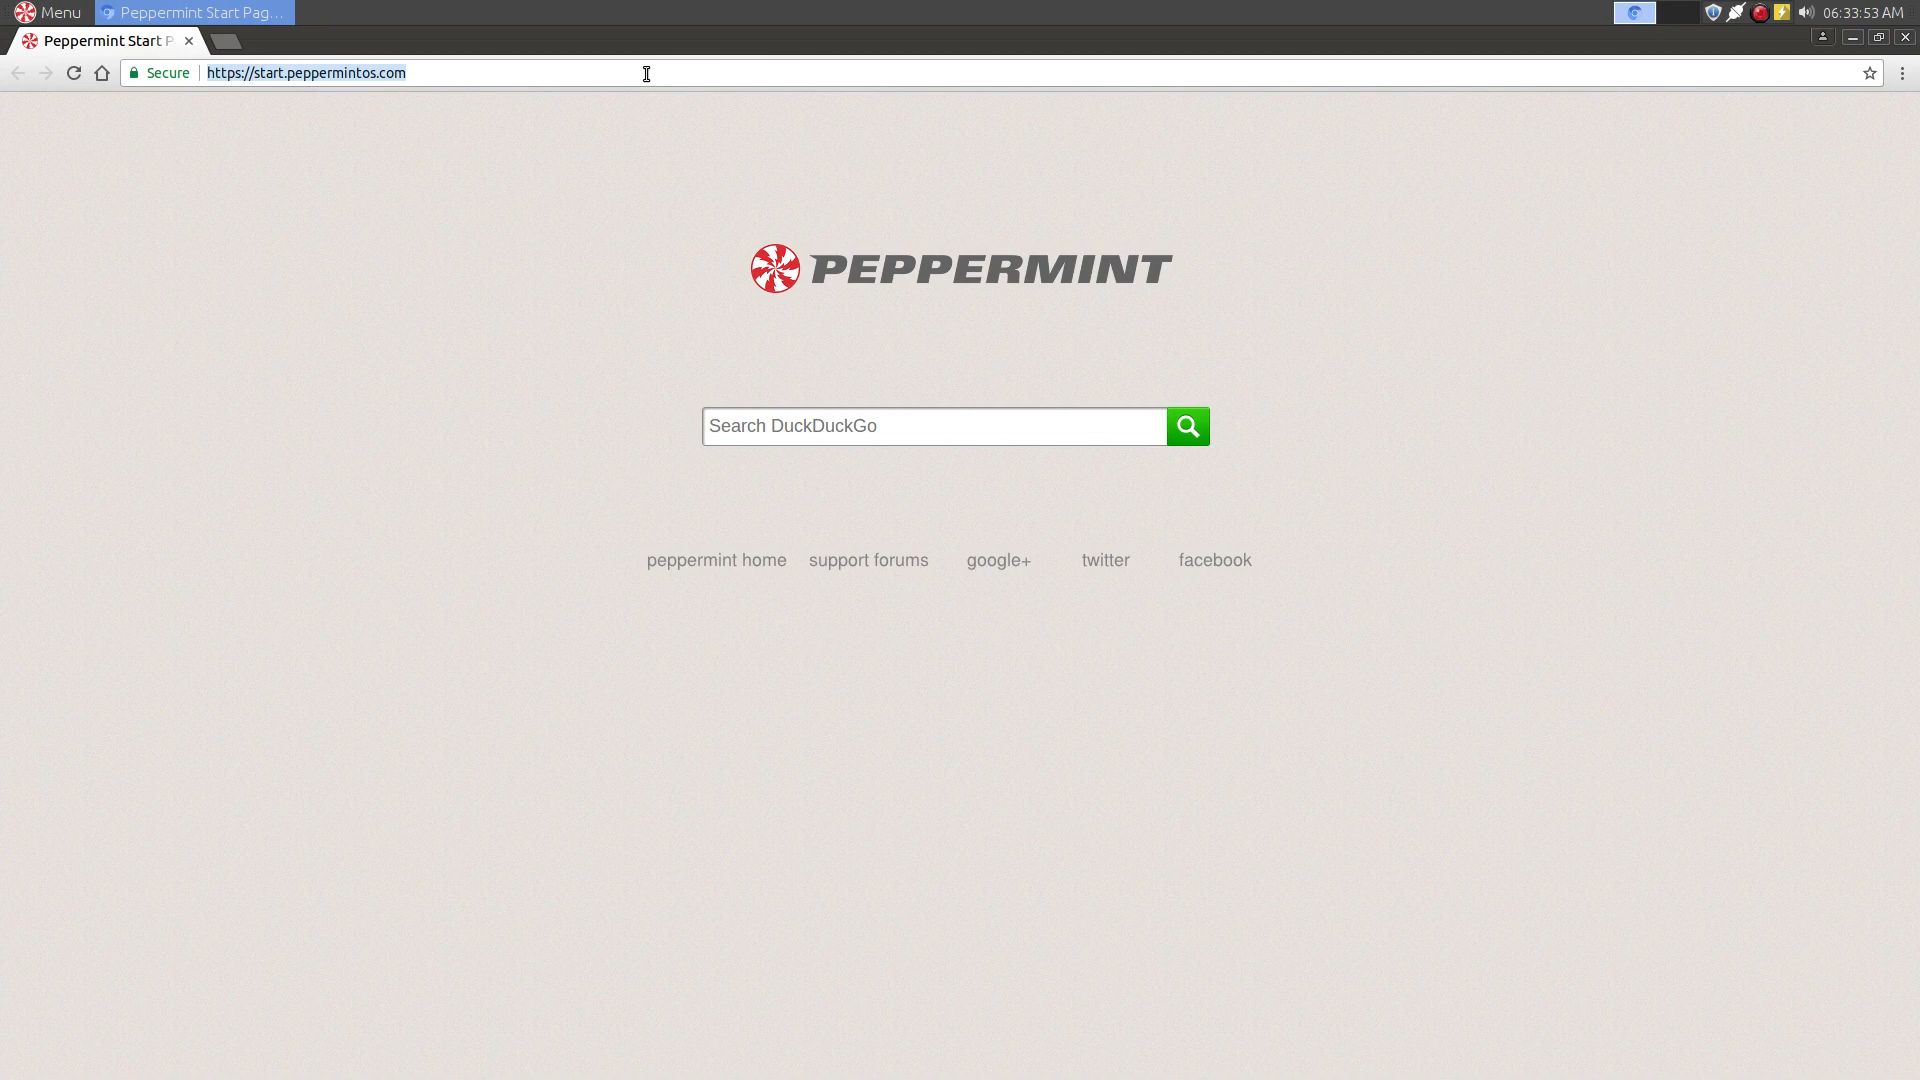 Menu Peppermint Start Pag... 06:33:53 AM
Peppermint Start P
Secure https://start.peppermintos.com
PEPPERMINT
Search DuckDuckGo
peppermint home support forums google+ twitter facebook